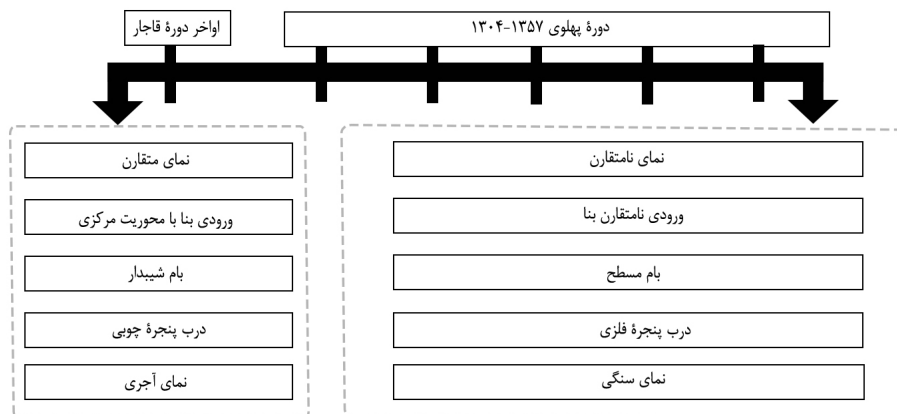 دورهٔ پهلوی ۱۳۵۷-۱۳۰۴
اواخر دورهٔ قاجار
نمای نامتقارن
ورودی نامتقارن بنا
بام مسطح
درب پنجرهٔ فلزی
نمای سنگی
نمای متقارن
ورودی بنا با محوریت مرکزی
بام شیبدار
درب پنجرهٔ چوبی
نمای آجری